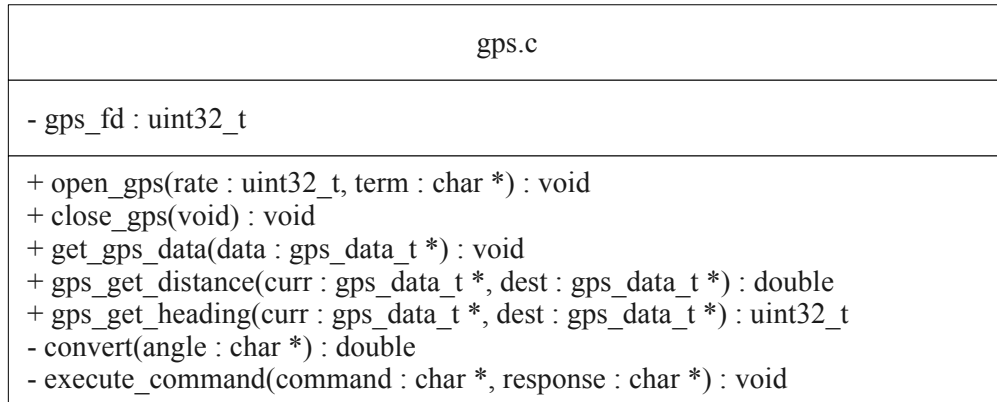 gps.c
- gps_fd : uint32_t
+ open_gps(rate : uint32_t, term : char *) : void
+ close_gps(void) : void
+ get_gps_data(data : gps_data_t *) : void
+ gps_get_distance(curr : gps_data_t *, dest : gps_data_t *) : double
+ gps_get_heading(curr : gps_data_t *, dest : gps_data_t *) : uint32_t
- convert(angle : char *) : double
- execute_command(command : char *, response : char *) : void